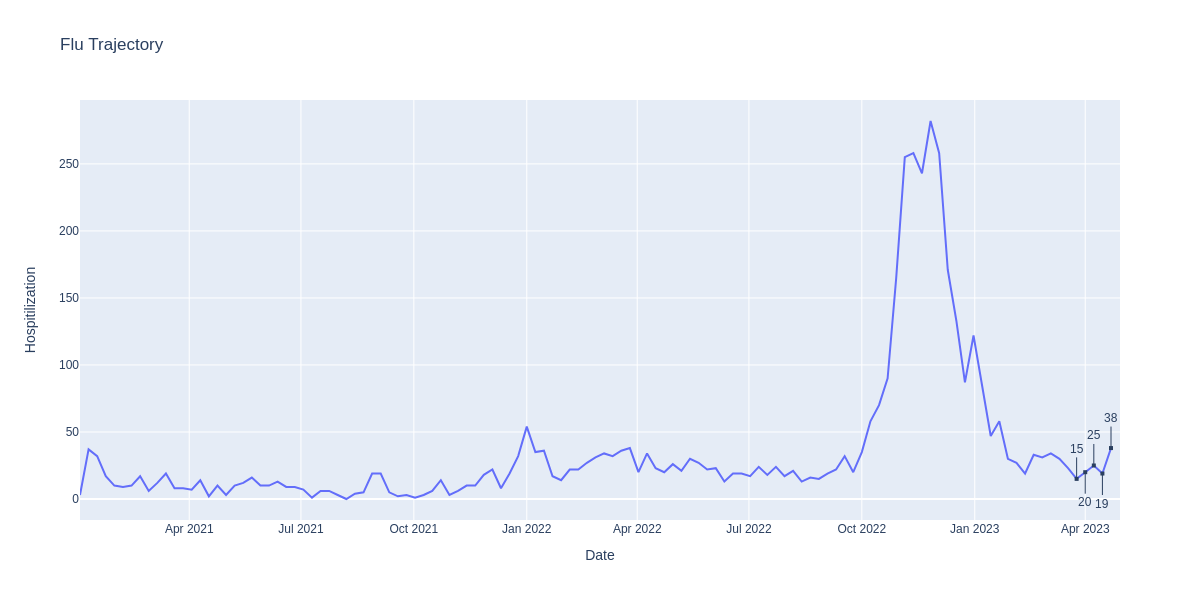 Flu Trajectory
250
200
150
100
50
0
Hospitilization
38
25
15
20
19
Apr 2021
Jul 2021
Oct 2021
Jan 2022
Apr 2022
Jul 2022
Oct 2022
Jan 2023
Apr 2023
Date